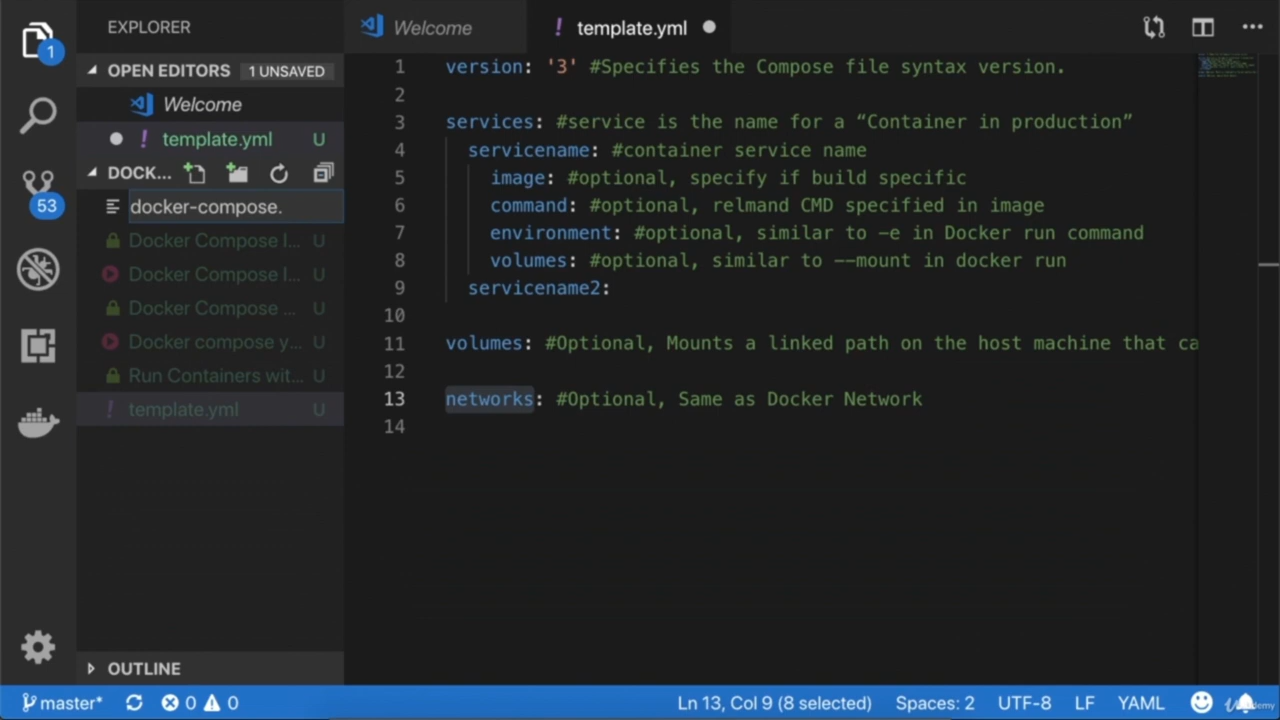 1
EXPLORER
Welcome
! template.yml
OPEN EDITORS 1 UNSAVED
Welcome
! template.yml U
DOCK...
docker-compose.
Docker Compose I... U
Docker Compose I... U
Docker Compose ... U
Docker compose y... U
Run Containers wit... U
! template.yml U
OUTLINE
53
1 version: '3' #Specifies the Compose file syntax version.
2
3 services: #service is the name for a “Container in production”
4 servicename: #container service name
5 image: #optional, specify if build specific
6 command: #optional, relmand CMD specified in image
7 environment: #optional, similar to -e in Docker run command
8 volumes: #optional, similar to --mount in docker run
9 servicename2:
10
11 volumes: #Optional, Mounts a linked path on the host machine that ca
12
13 networks: #Optional, Same as Docker Network
14
master* 0 0 Ln 13, Col 9 (8 selected) Spaces: 2 UTF-8 LF YAML